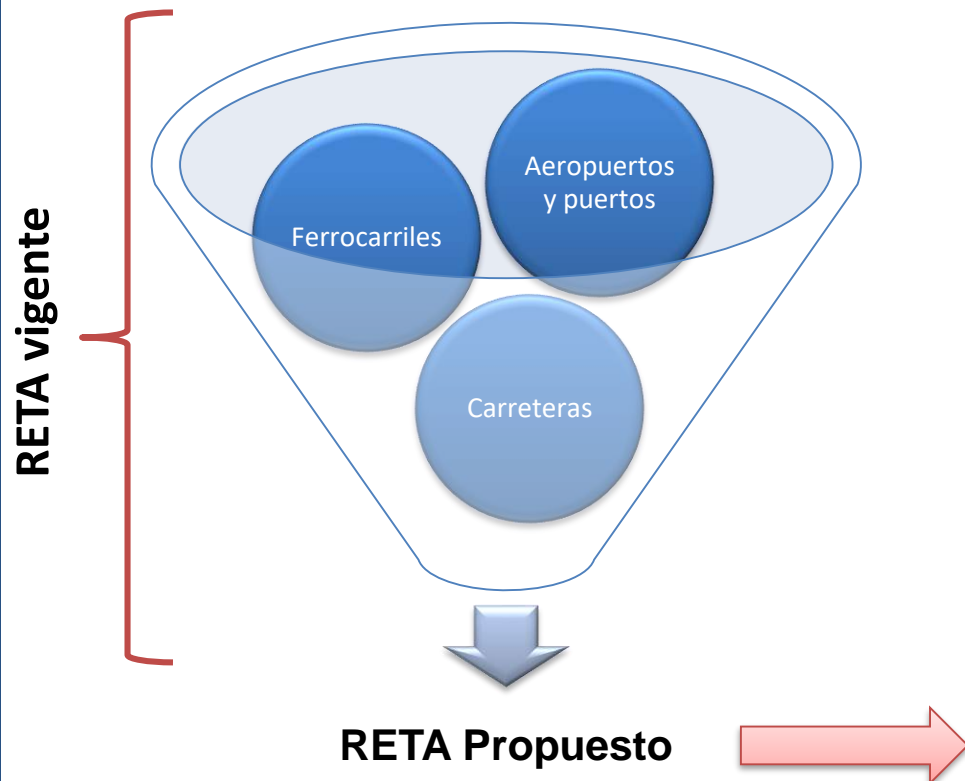 RETA vigente
Aeropuertos
y puertos
Ferrocarriles
Carreteras
RETA Propuesto